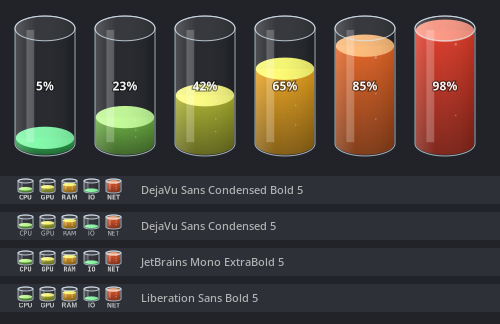 5% 23% 42% 65% 85% 98%
CPU GPU RAM IO NET DejaVu Sans Condensed Bold 5
CPU GPU RAM IO NET DejaVu Sans Condensed 5
CPU GPU RAM IO NET JetBrains Mono ExtraBold 5
CPU GPU RAM IO NET Liberation Sans Bold 5